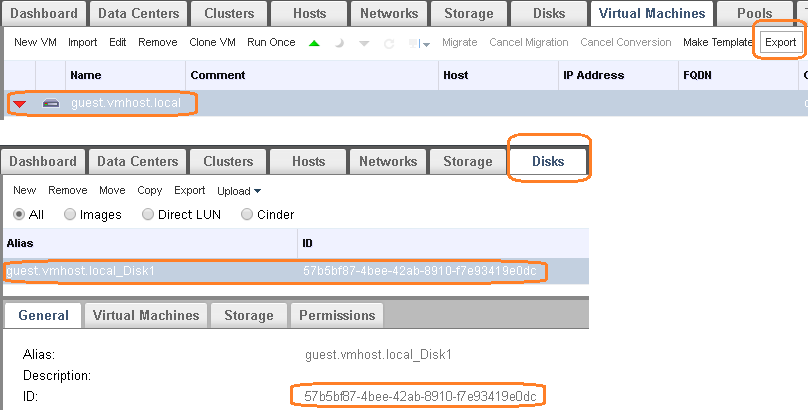 Dashboard Data Centers Clusters Hosts Networks Storage Disks Virtual Machines Pools
New VM Import Edit Remove Clone VM Run Once Migrate Cancel Migration Cancel Conversion Make Template Export
Name Comment Host IP Address FQDN
guest.vmhost.local
Dashboard Data Centers Clusters Hosts Networks Storage Disks
New Remove Move Copy Export Upload
All Images Direct LUN Cinder
Alias ID
guest.vmhost.local_Disk1 57b5bf87-4bee-42ab-8910-f7e93419e0dc
General Virtual Machines Storage Permissions
Alias: guest.vmhost.local_Disk1
Description:
ID: 57b5bf87-4bee-42ab-8910-f7e93419e0dc